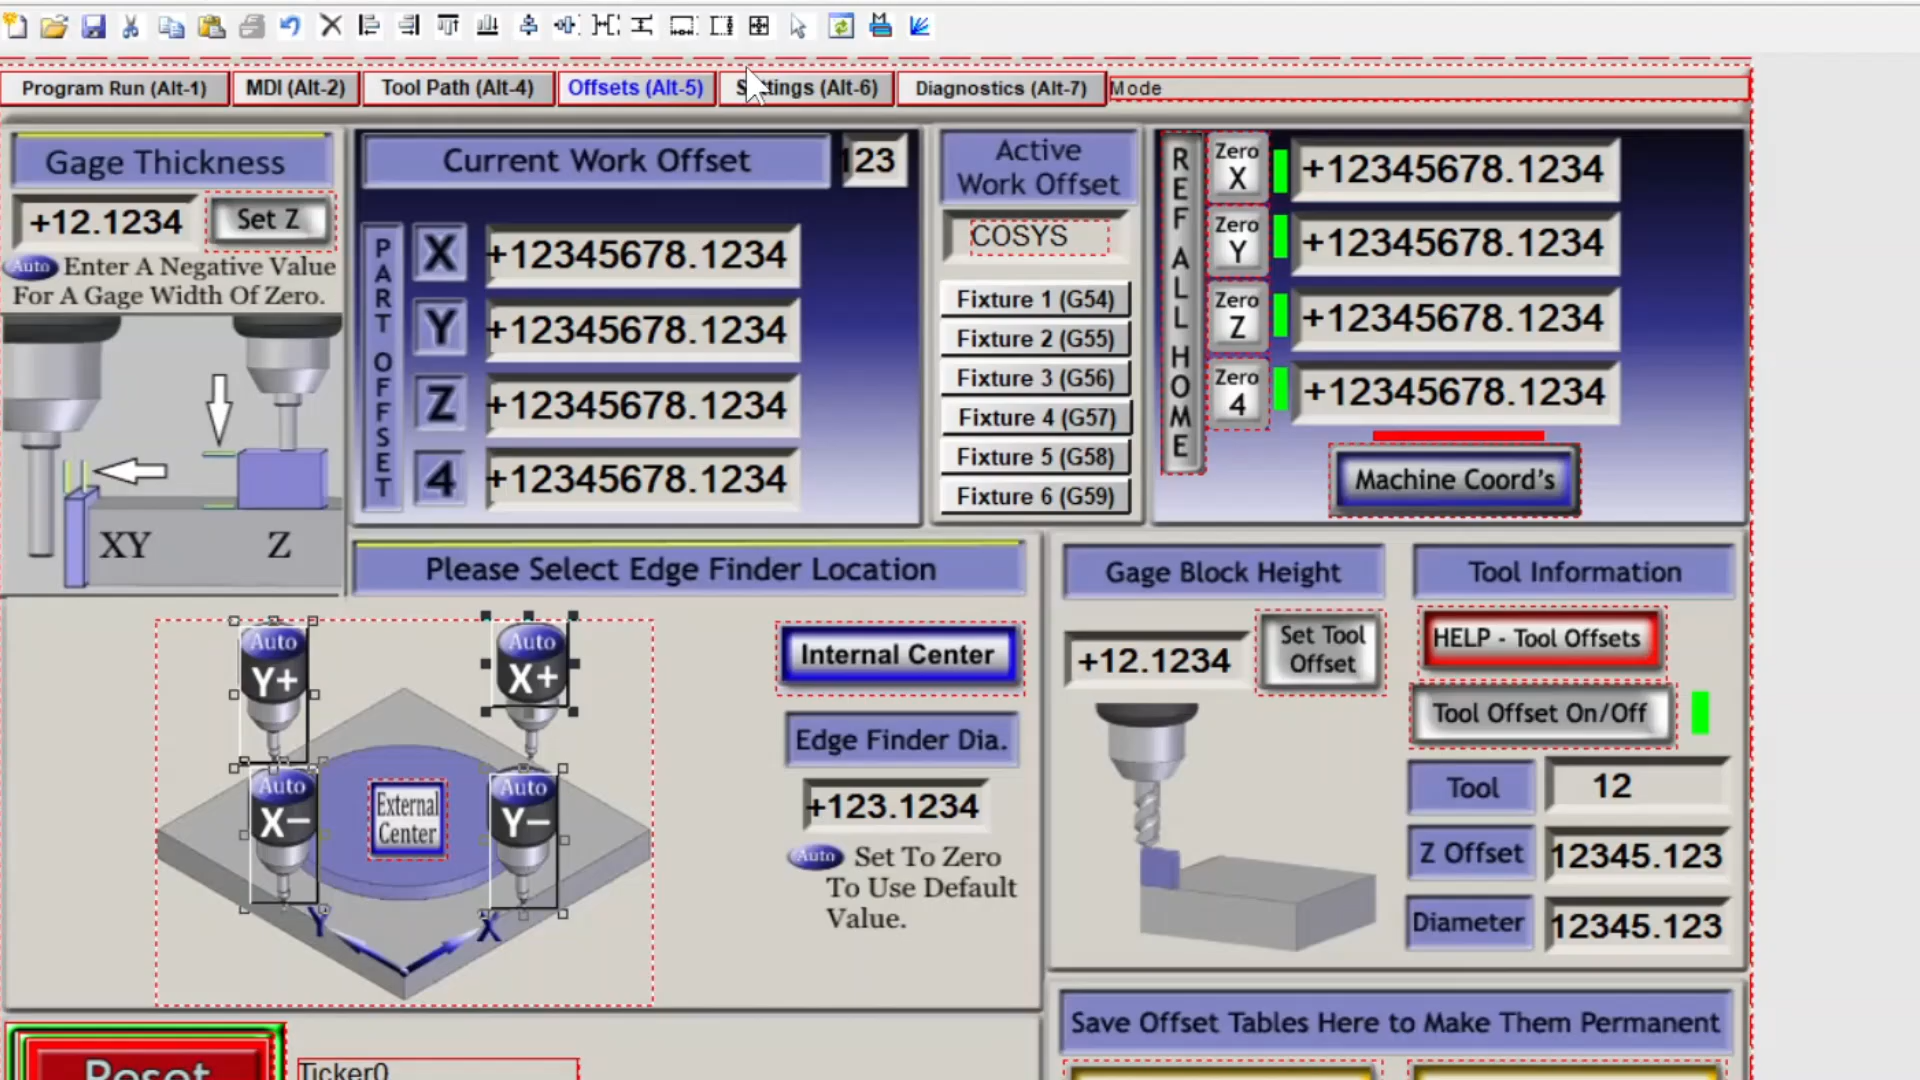 Program Run (Alt-1) MDI (Alt-2) Tool Path (Alt-4) Offsets (Alt-5) Settings (Alt-6) Diagnostics (Alt-7) Mode
Gage Thickness
+12.1234 Set Z
Auto Enter A Negative Value
For A Gage Width Of Zero.
XY Z
Current Work Offset 123
PART OFFSET
X +12345678.1234
Y +12345678.1234
Z +12345678.1234
4 +12345678.1234
Active
Work Offset
COSYS
Fixture 1 (G54)
Fixture 2 (G55)
Fixture 3 (G56)
Fixture 4 (G57)
Fixture 5 (G58)
Fixture 6 (G59)
REF ALL HOME
Zero
X +12345678.1234
Zero
Y +12345678.1234
Zero
Z +12345678.1234
Zero
4 +12345678.1234
Machine Coord's
Please Select Edge Finder Location
Auto
Y+
Auto
X+
Auto
X-
Auto
Y-
External
Center
Y X
Internal Center
Edge Finder Dia.
+123.1234
Auto Set To Zero
To Use Default
Value.
Gage Block Height
+12.1234
Set Tool
Offset
Tool Information
HELP - Tool Offsets
Tool Offset On/Off
Tool 12
Z Offset 12345.123
Diameter 12345.123
Save Offset Tables Here to Make Them Permanent
Reset
Ticker0